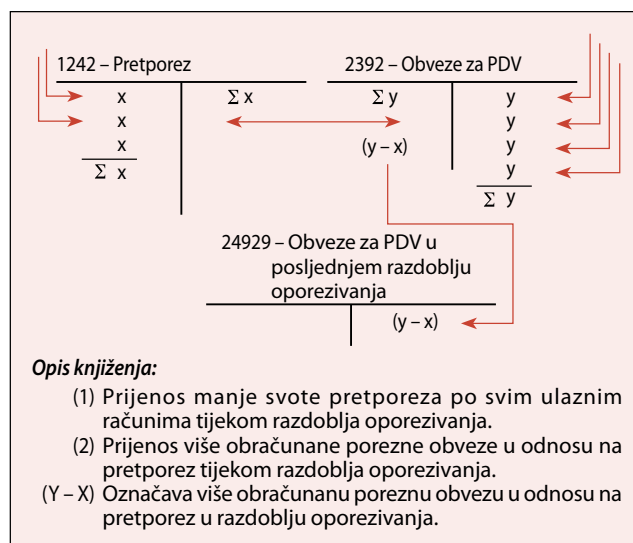 1242 – Pretporez 2392 – Obveze za PDV
x Σ x Σ y y
x y
x (y – x) y
Σ x y
Σ y
24929 – Obveze za PDV u
posljednjem razdoblju
oporezivanja
(y – x)
Opis knjiženja:
(1) Prijenos manje svote pretporeza po svim ulaznim
računima tijekom razdoblja oporezivanja.
(2) Prijenos više obračunane porezne obveze u odnosu na
pretporez tijekom razdoblja oporezivanja.
(Y – X) Označava više obračunanu poreznu obvezu u odnosu na
pretporez u razdoblju oporezivanja.